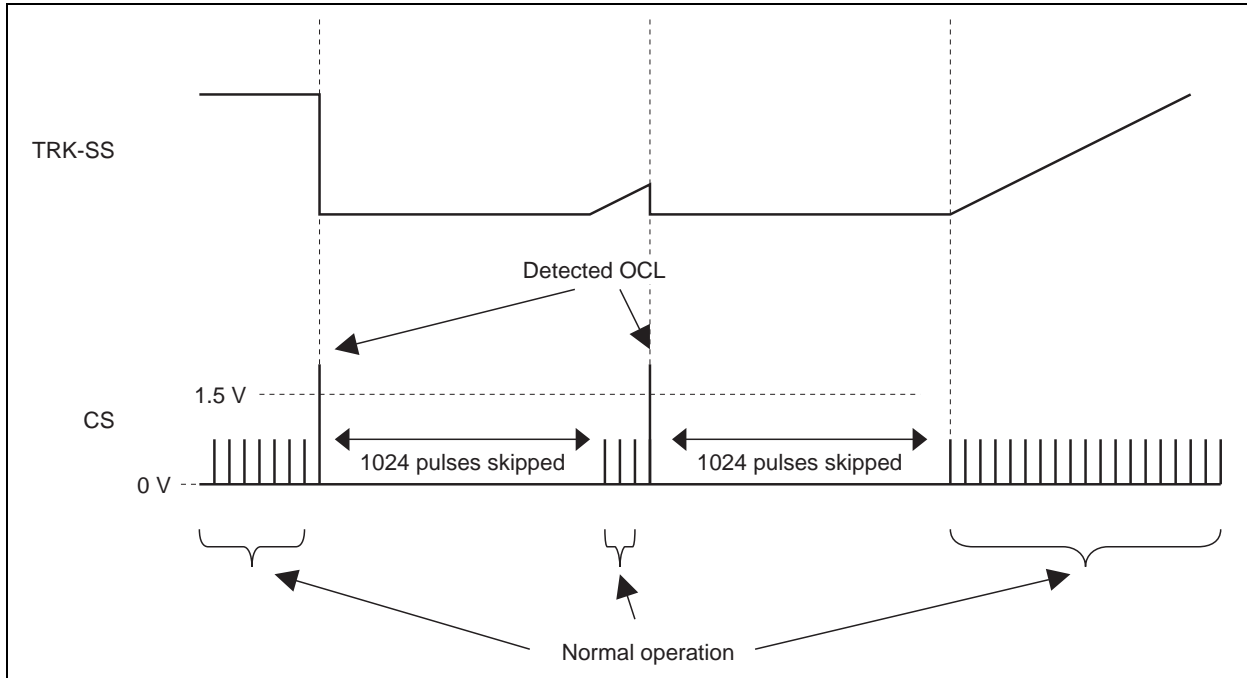 TRK-SS
Detected OCL
1.5 V
CS
1024 pulses skipped
1024 pulses skipped
0 V
Normal operation